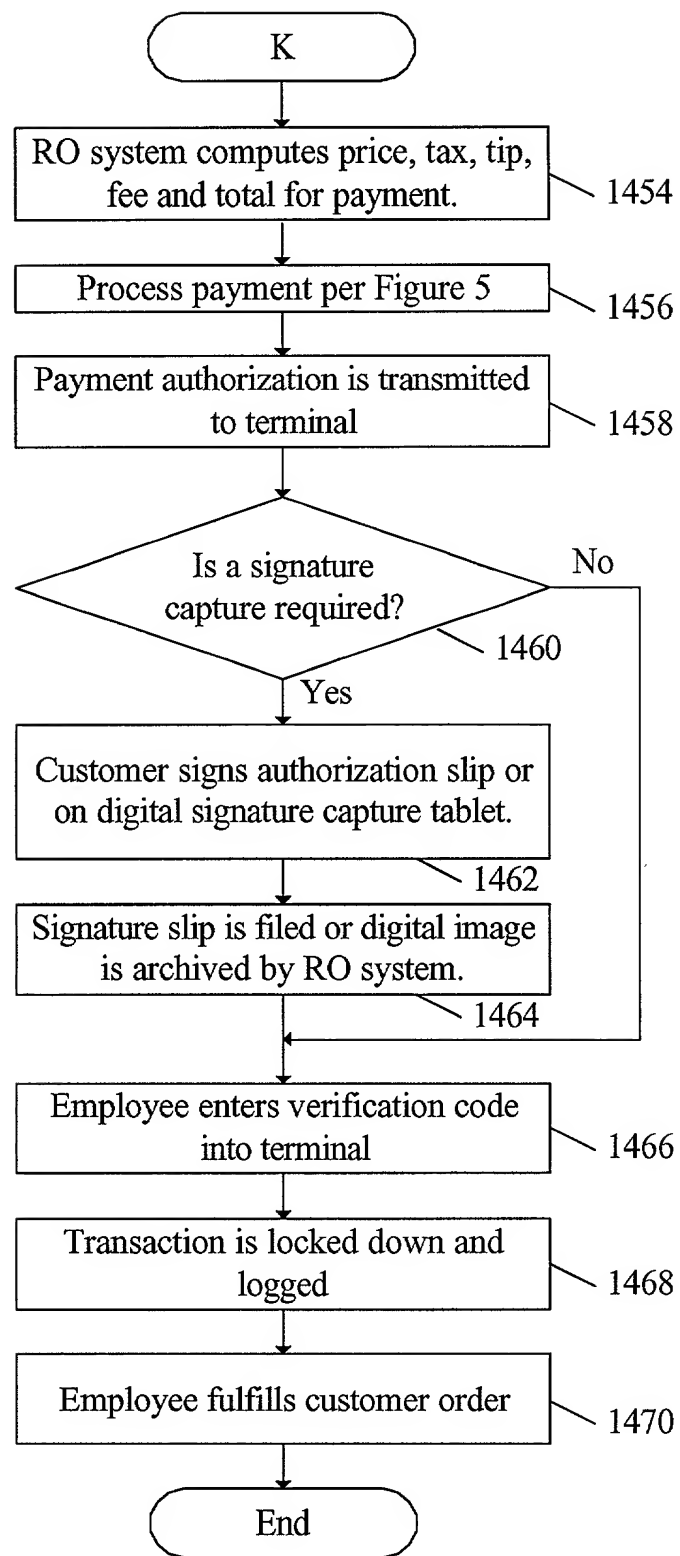 K
RO system computes price, tax, tip,
fee and total for payment.
1454
Process payment per Figure 5
1456
Payment authorization is transmitted
to terminal
1458
Is a signature
capture required?
No
1460
Yes
Customer signs authorization slip or
on digital signature capture tablet.
1462
Signature slip is filed or digital image
is archived by RO system.
1464
Employee enters verification code
into terminal
1466
Transaction is locked down and
logged
1468
Employee fulfills customer order
1470
End